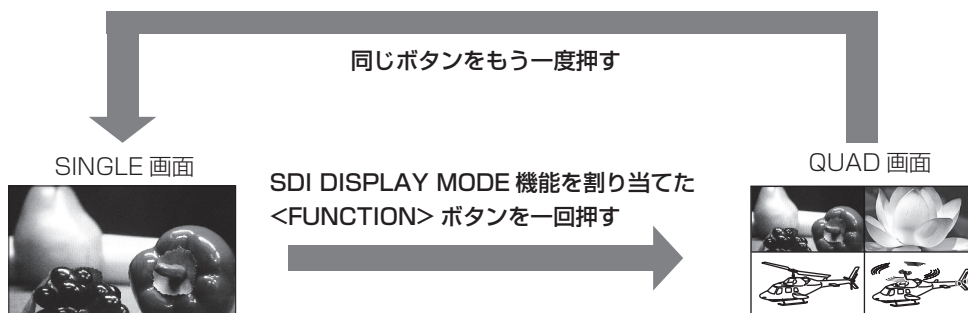 同じボタンをもう一度押す
SINGLE 画面
SDI DISPLAY MODE 機能を割り当てた
<FUNCTION> ボタンを一回押す
QUAD 画面